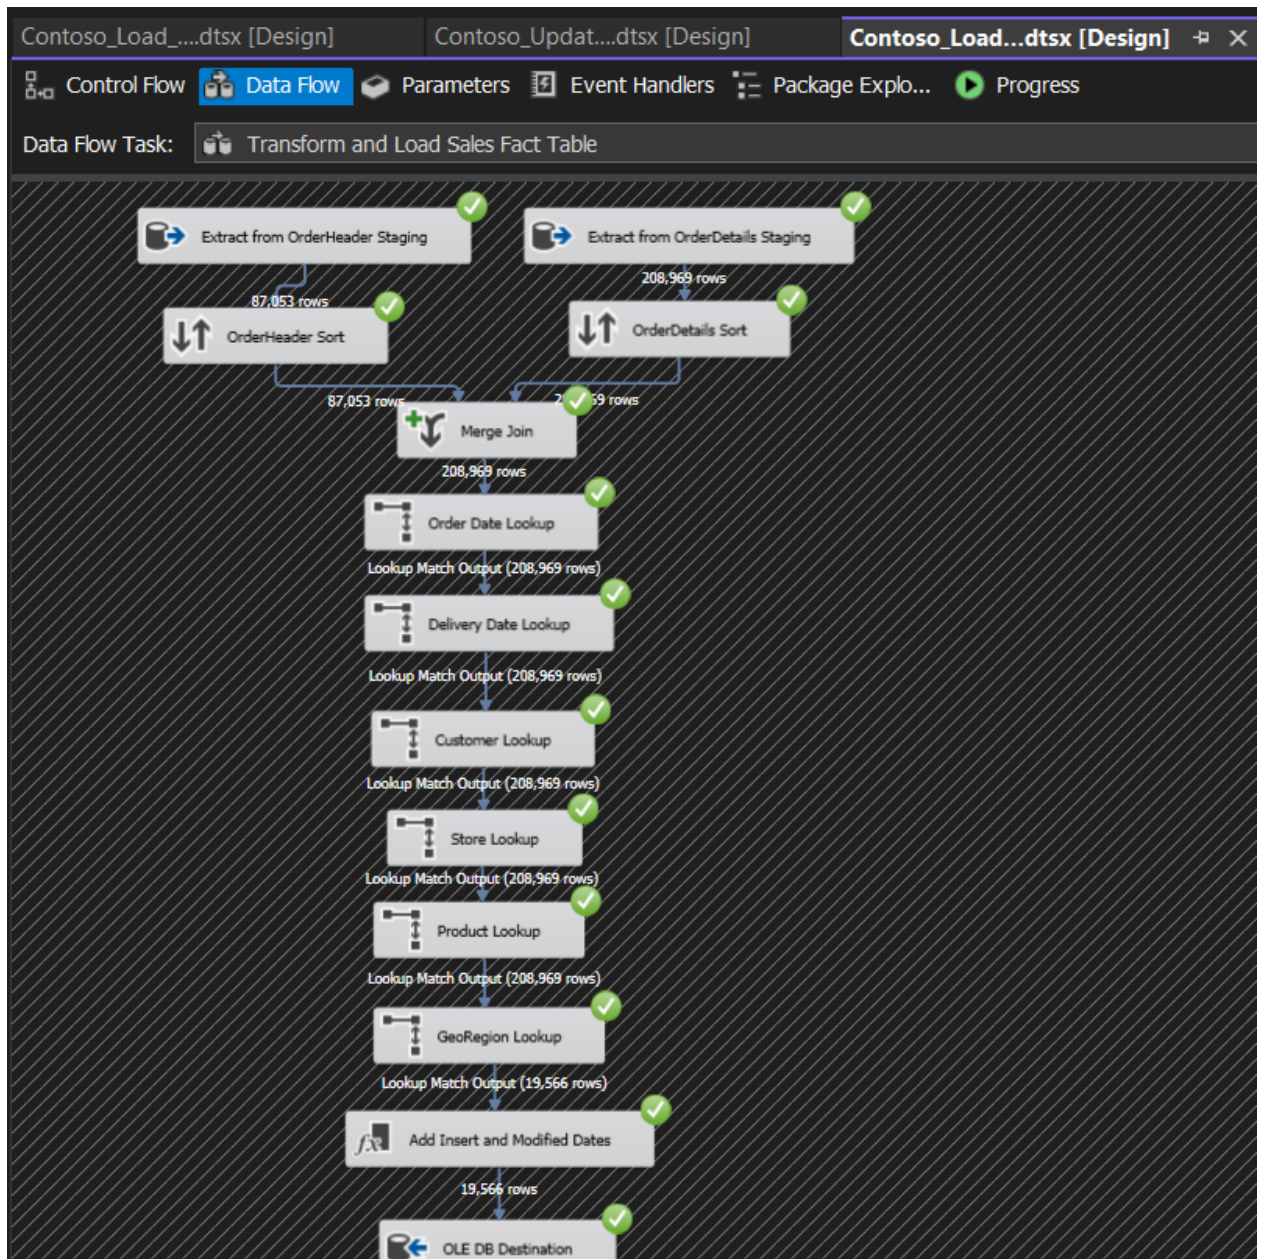 Contoso_Load_....dtsx [Design]
Contoso_Updat....dtsx [Design]
Contoso_Load...dtsx [Design]
Control Flow
Data Flow
Parameters
Event Handlers
Package Explo...
Progress
Data Flow Task:
Transform and Load Sales Fact Table
Extract from OrderHeader Staging
Extract from OrderDetails Staging
208,969 rows
87,053 rows
OrderHeader Sort
OrderDetails Sort
87,053 rows
rows
Merge Join
208,969 rows
Order Date Lookup
Lookup Match Output (208,969 rows)
Delivery Date Lookup
Lookup Match Output (208,969 rows)
Customer Lookup
Lookup Match Output (208,969 rows)
Store Lookup
Lookup Match Output (208,969 rows)
Product Lookup
Lookup Match Output (208,969 rows)
GeoRegion Lookup
Lookup Match Output (19,566 rows)
Add Insert and Modified Dates
19,566 rows
OLE DB Destination